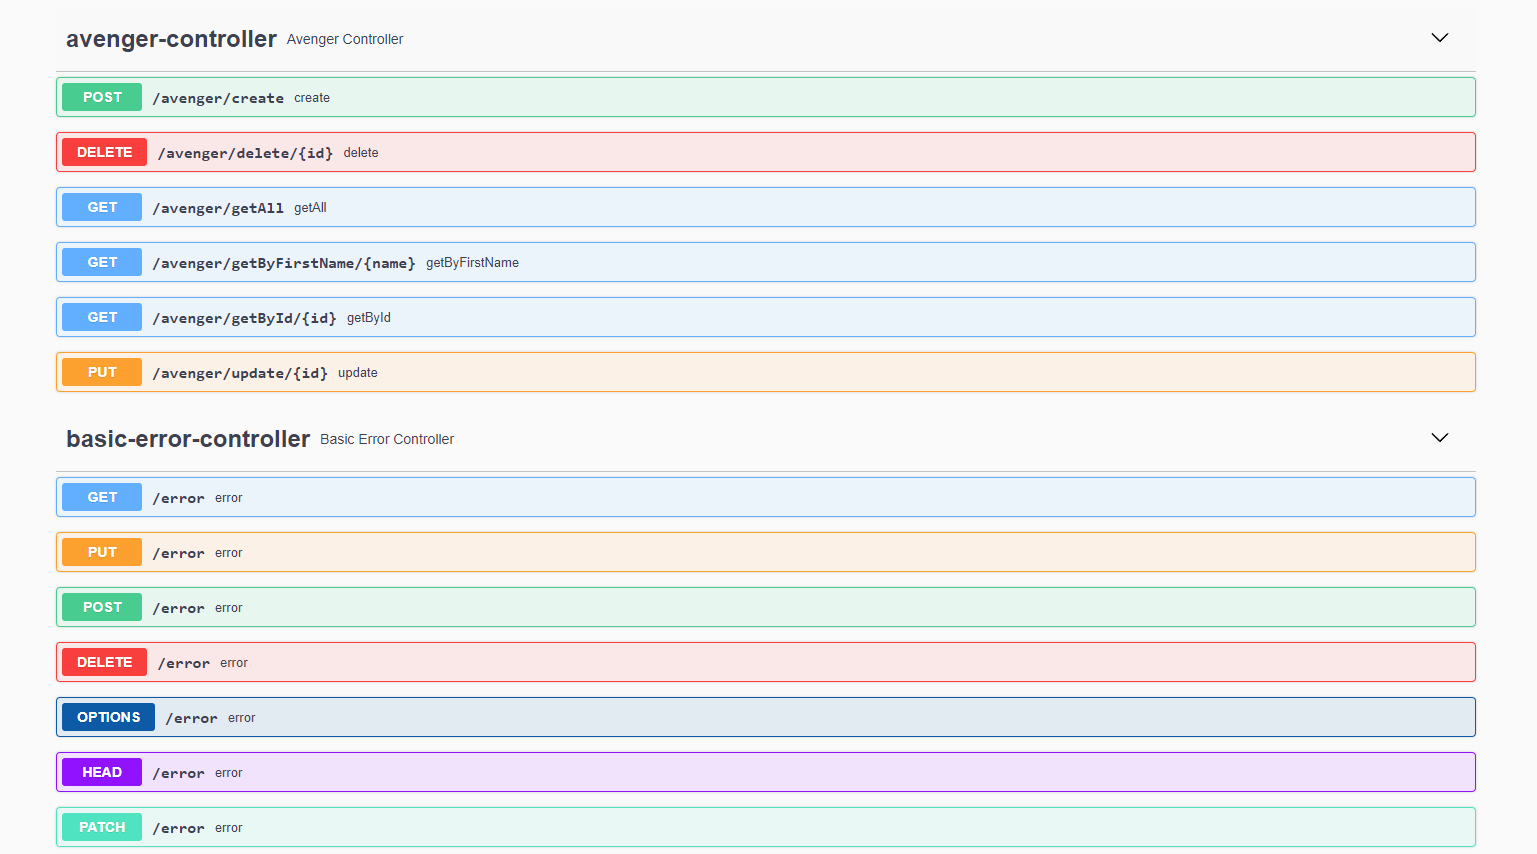 avenger-controller Avenger Controller
POST /avenger/create create
DELETE /avenger/delete/{id} delete
GET /avenger/getAll getAll
GET /avenger/getByFirstName/{name} getByFirstName
GET /avenger/getById/{id} getById
PUT /avenger/update/{id} update
basic-error-controller Basic Error Controller
GET /error error
PUT /error error
POST /error error
DELETE /error error
OPTIONS /error error
HEAD /error error
PATCH /error error